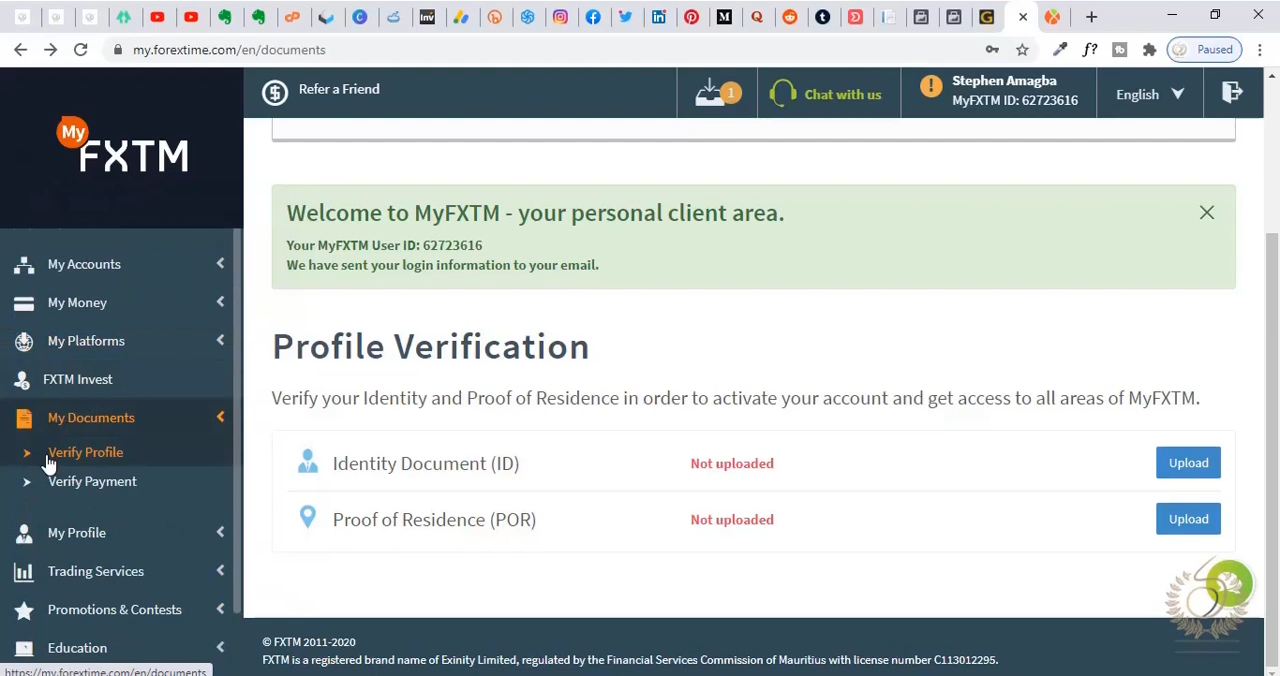 Inv
f?
Paused
my.forextime.com/en/documents
My
FXTM
Refer a Friend
1
Chat with us
Stephen Amagba
MyFXTM ID: 62723616
English
Welcome to MyFXTM - your personal client area.
Your MyFXTM User ID: 62723616
We have sent your login information to your email.
My Accounts
My Money
My Platforms
FXTM Invest
My Documents
Verify Profile
Verify Payment
My Profile
Trading Services
Promotions & Contests
Education
Profile Verification
Verify your Identity and Proof of Residence in order to activate your account and get access to all areas of MyFXTM.
Identity Document (ID) Not uploaded Upload
Proof of Residence (POR) Not uploaded Upload
© FXTM 2011-2020
FXTM is a registered brand name of Exinity Limited, regulated by the Financial Services Commission of Mauritius with license number C113012295.
https://my.forextime.com/en/documents